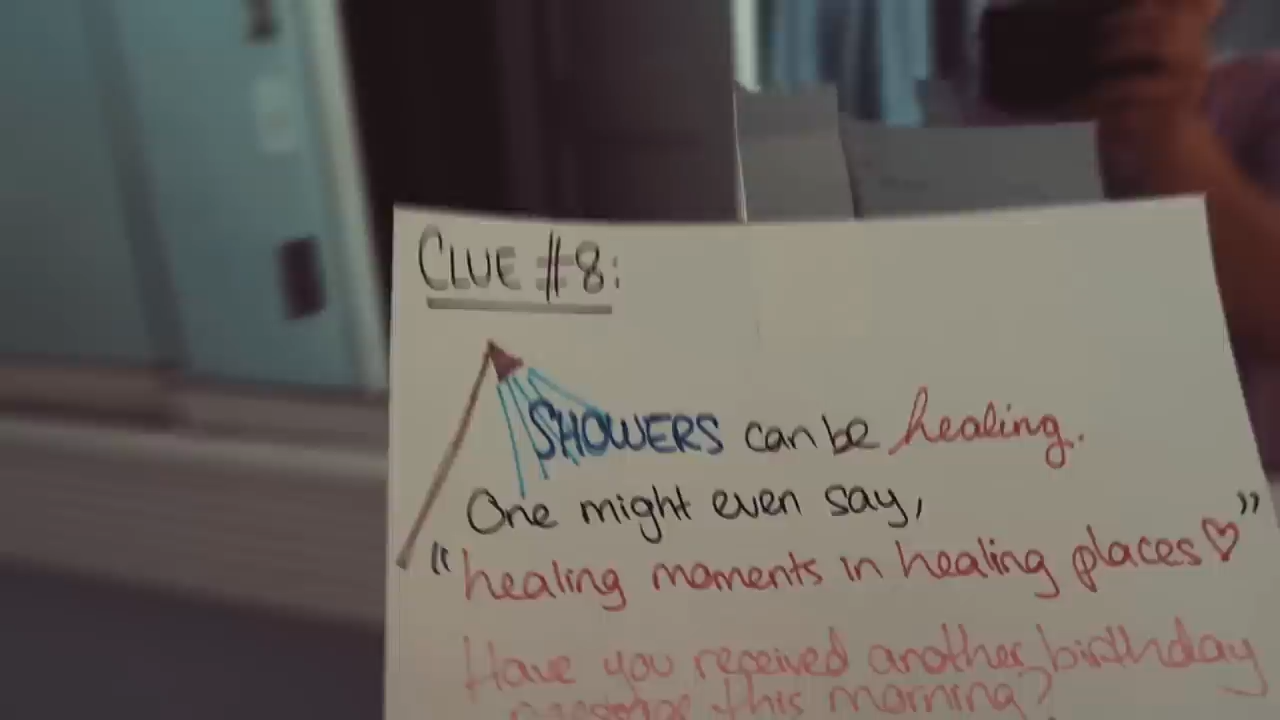 CLUE #8:
SHOWERS can be healing.
One might even say,
"healing moments in healing places♡"
Have you received another birthday
message this morning?